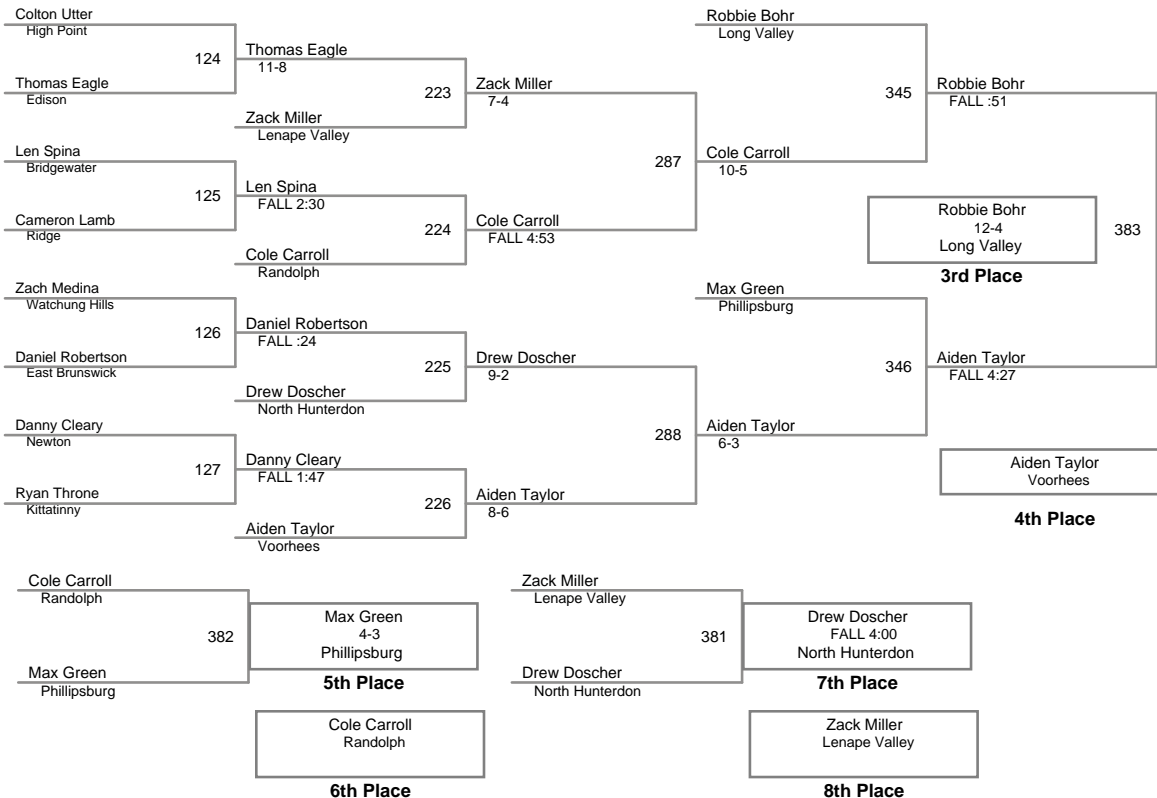 Colton Utter
High Point
124
Thomas Eagle
Edison
Thomas Eagle
11-8
223
Zack Miller
Lenape Valley
Zack Miller
7-4
Len Spina
Bridgewater
125
Cameron Lamb
Ridge
Len Spina
FALL 2:30
224
Cole Carroll
Randolph
Cole Carroll
FALL 4:53
287
Cole Carroll
10-5
Robbie Bohr
Long Valley
345
Robbie Bohr
FALL :51
Zach Medina
Watchung Hills
126
Daniel Robertson
East Brunswick
Daniel Robertson
FALL :24
225
Drew Doscher
North Hunterdon
Drew Doscher
9-2
Danny Cleary
Newton
127
Ryan Throne
Kittatinny
Danny Cleary
FALL 1:47
226
Aiden Taylor
Voorhees
Aiden Taylor
8-6
288
Aiden Taylor
6-3
Max Green
Phillipsburg
346
Aiden Taylor
FALL 4:27
383
Robbie Bohr
12-4
Long Valley
3rd Place
Aiden Taylor
Voorhees
4th Place
Cole Carroll
Randolph
382
Max Green
Phillipsburg
Max Green
4-3
Phillipsburg
5th Place
Cole Carroll
Randolph
6th Place
Zack Miller
Lenape Valley
381
Drew Doscher
North Hunterdon
Drew Doscher
FALL 4:00
North Hunterdon
7th Place
Zack Miller
Lenape Valley
8th Place